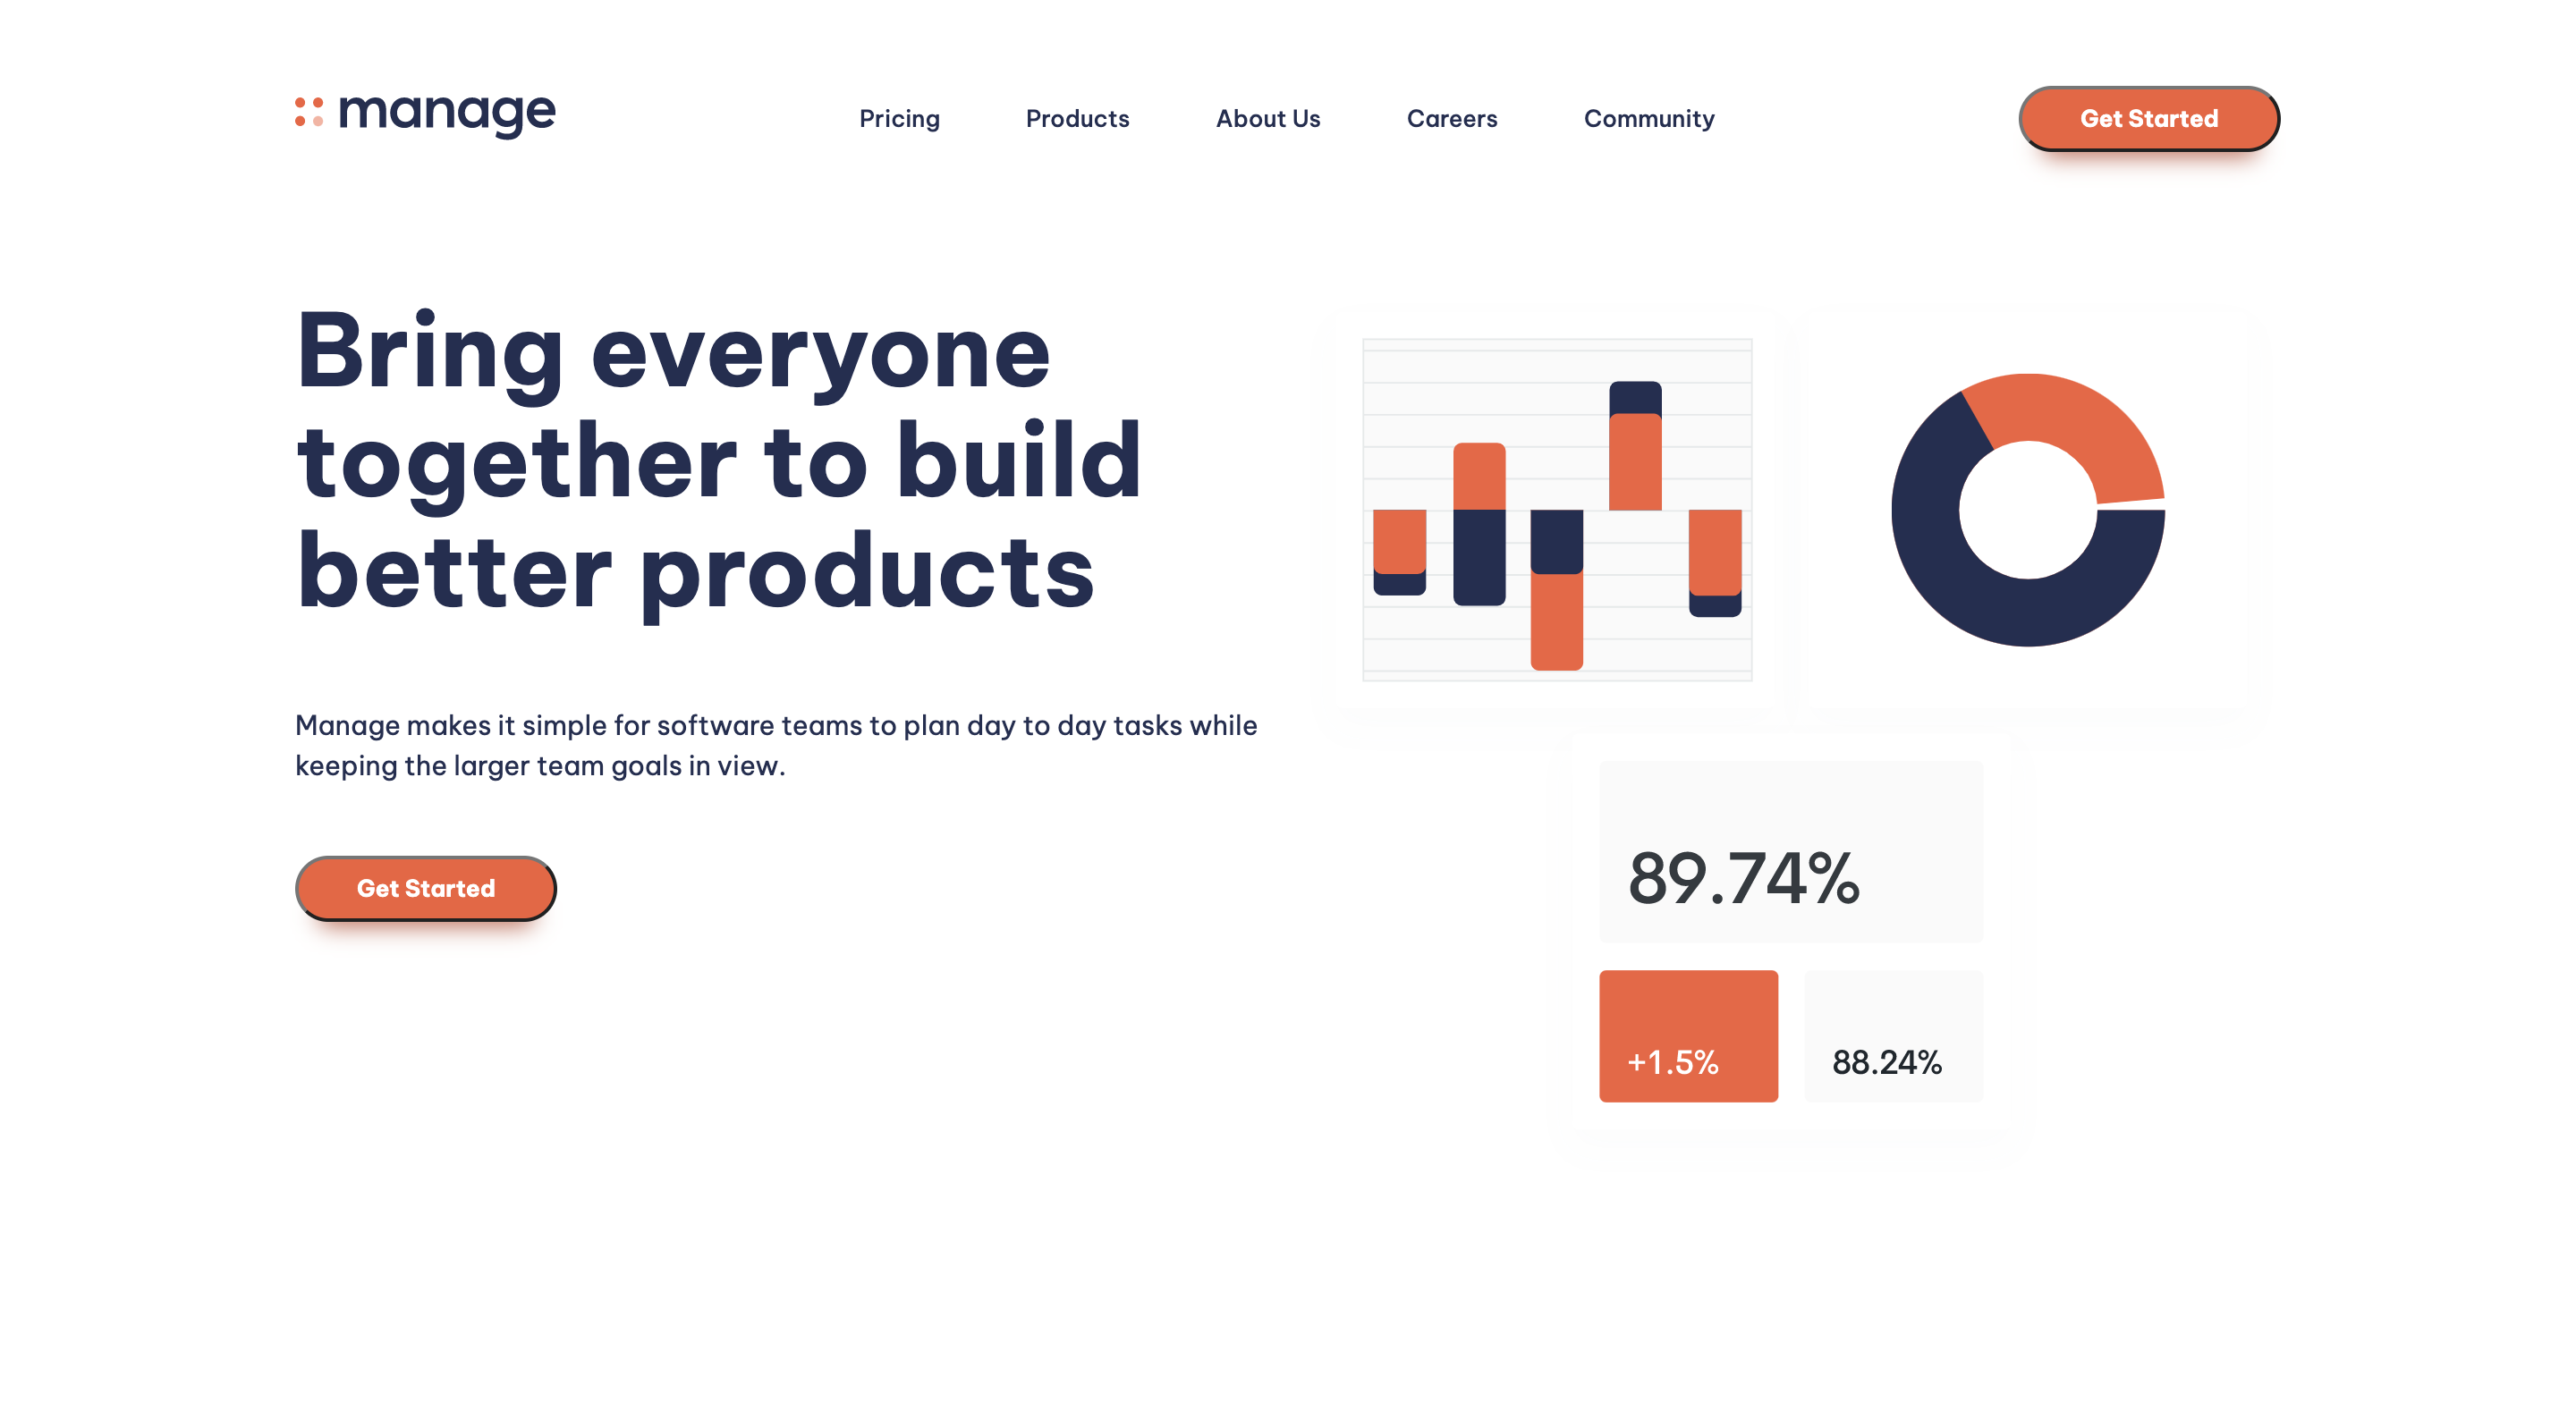 manage
Pricing
Products
About Us
Careers
Community
Get Started
Bring everyone
together to build
better products
Manage makes it simple for software teams to plan day to day tasks while
keeping the larger team goals in view.
Get Started
89.74%
+1.5%
88.24%